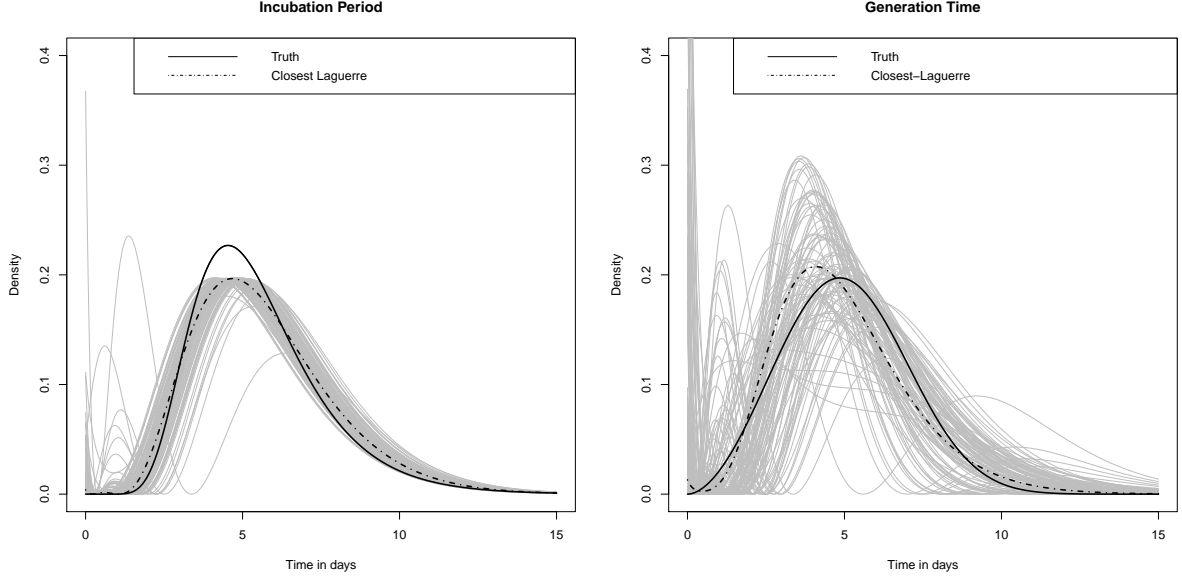 Incubation Period
Truth
Closest Laguerre
Density
0.0
0.1
0.2
0.3
0.4
0 5 10 15
Time in days
Generation Time
Truth
Closest−Laguerre
Density
0.0
0.1
0.2
0.3
0.4
0 5 10 15
Time in days